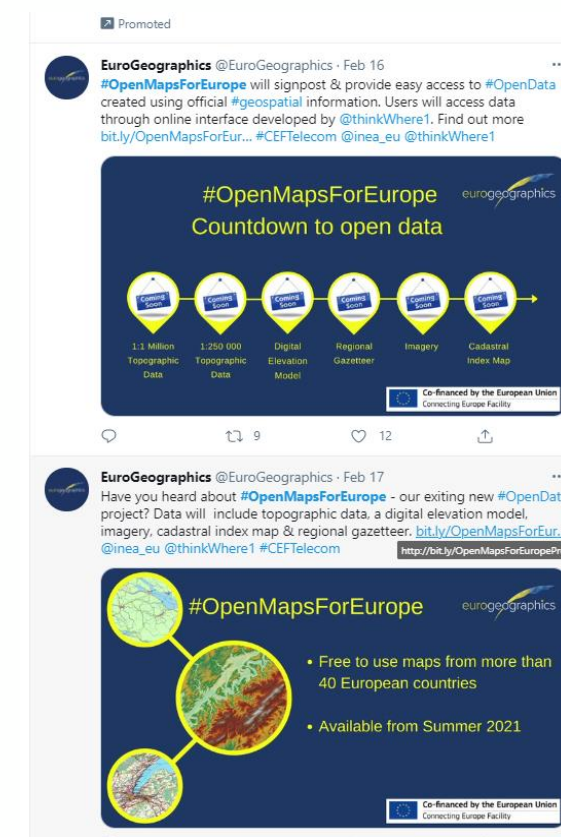 Promoted
EuroGeographics @EuroGeographics · Feb 16
#OpenMapsForEurope will signpost & provide easy access to #OpenData
created using official #geospatial information. Users will access data
through online interface developed by @thinkWhere1. Find out more
bit.ly/OpenMapsForEur... #CEFTelecom @inea_eu @thinkWhere1
#OpenMapsForEurope
eurogeographics
Countdown to open data
Coming Soon
Coming Soon
Coming Soon
Coming Soon
Coming Soon
Coming Soon
1:1 Million
Topographic
Data
1:250 000
Topographic
Data
Digital
Elevation
Model
Regional
Gazetteer
Imagery
Cadastral
Index Map
Co-financed by the European Union
Connecting Europe Facility
9
12
EuroGeographics @EuroGeographics · Feb 17
Have you heard about #OpenMapsForEurope - our exiting new #OpenDat
project? Data will include topographic data, a digital elevation model,
imagery, cadastral index map & regional gazetteer. bit.ly/OpenMapsForEur..
@inea_eu @thinkWhere1 #CEFTelecom
http://bit.ly/OpenMapsForEuropePr
#OpenMapsForEurope
eurogeographics
• Free to use maps from more than
40 European countries
• Available from Summer 2021
Co-financed by the European Union
Connecting Europe Facility